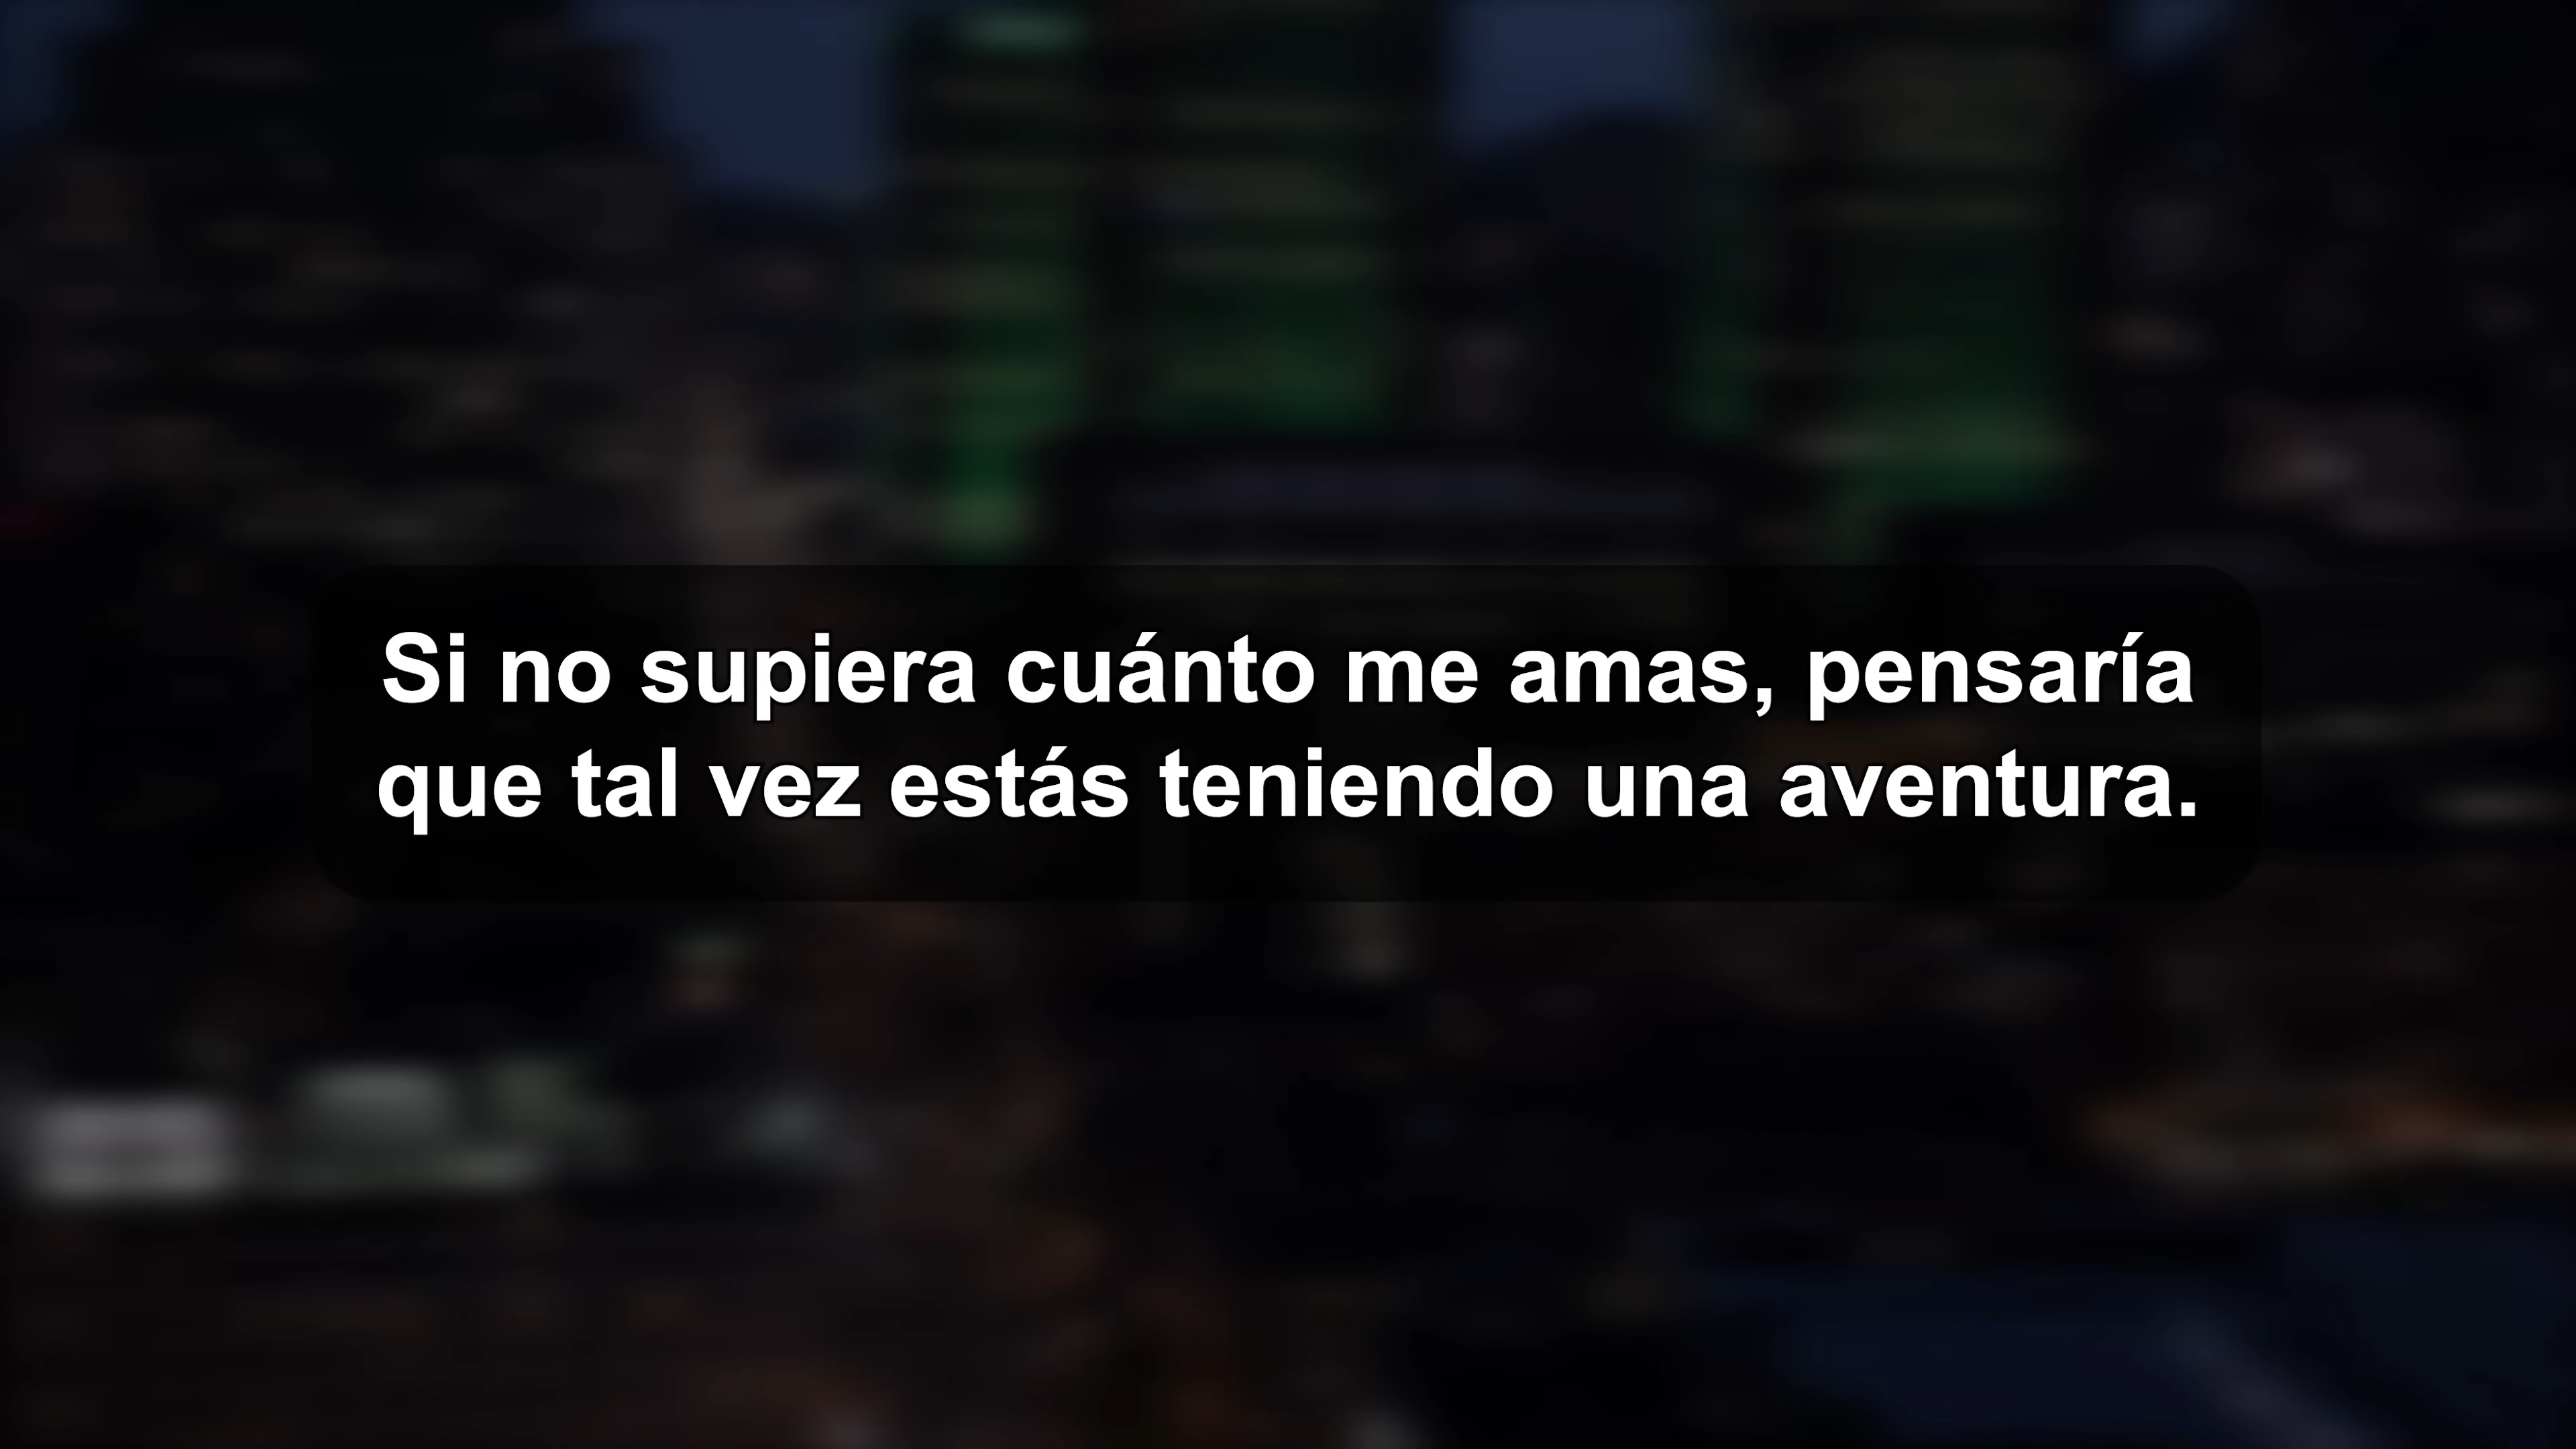 Si no supiera cuánto me amas, pensaría
que tal vez estás teniendo una aventura.